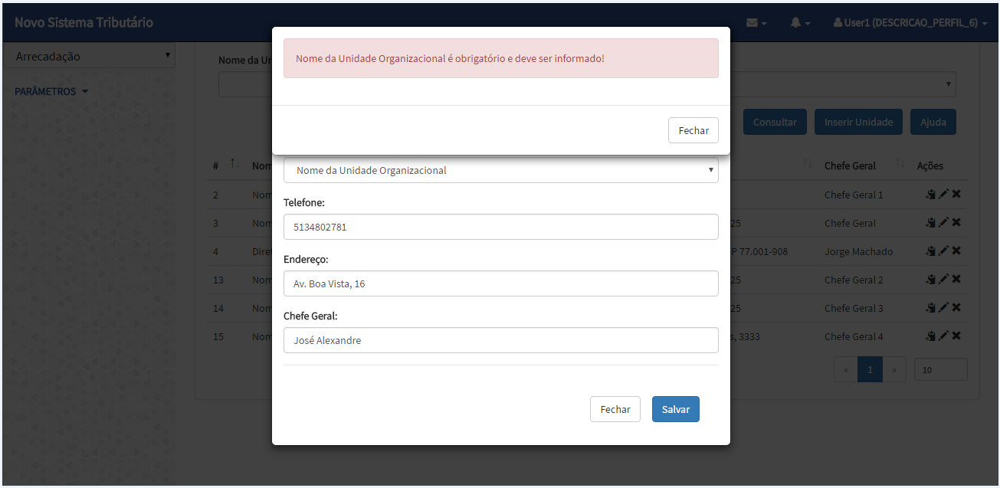 Novo Sistema Tributário
User1 (DESCRICAO_PERFIL_6)
Arrecadação
PARÂMETROS
Nome da Un
Nome da Unidade Organizacional é obrigatório e deve ser informado!
Fechar
Consultar Inserir Unidade Ajuda
# Nom Chefe Geral Ações
Nome da Unidade Organizacional
Telefone:
5134802781
Endereço:
Av. Boa Vista, 16
Chefe Geral:
José Alexandre
Fechar Salvar
2 Nom Chefe Geral 1
3 Nom 25 Chefe Geral
4 Diret P 77.001-908 Jorge Machado
13 Nom 25 Chefe Geral 2
14 Nom 25 Chefe Geral 3
15 Nom s, 3333 Chefe Geral 4
« 1 » 10